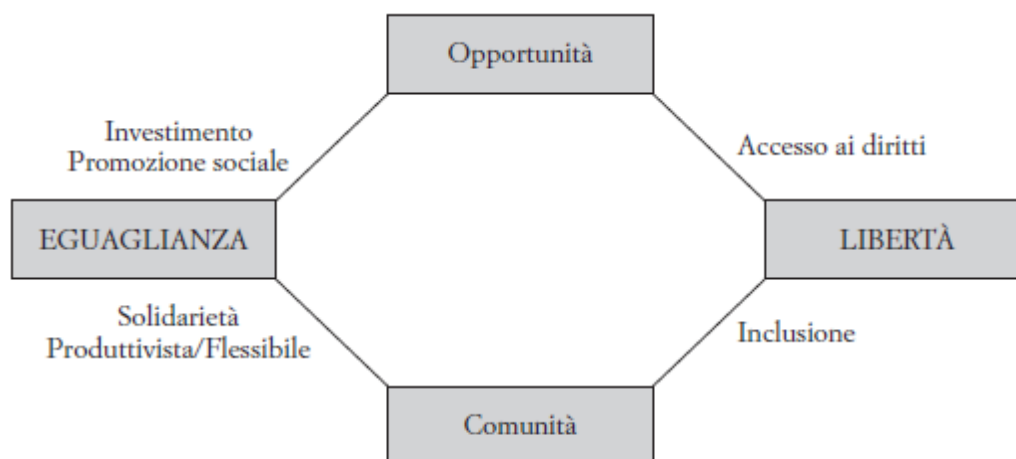 Opportunità
Investimento
Promozione sociale
Accesso ai diritti
EGUAGLIANZA
LIBERTÀ
Solidarietà
Produttivista/Flessibile
Inclusione
Comunità